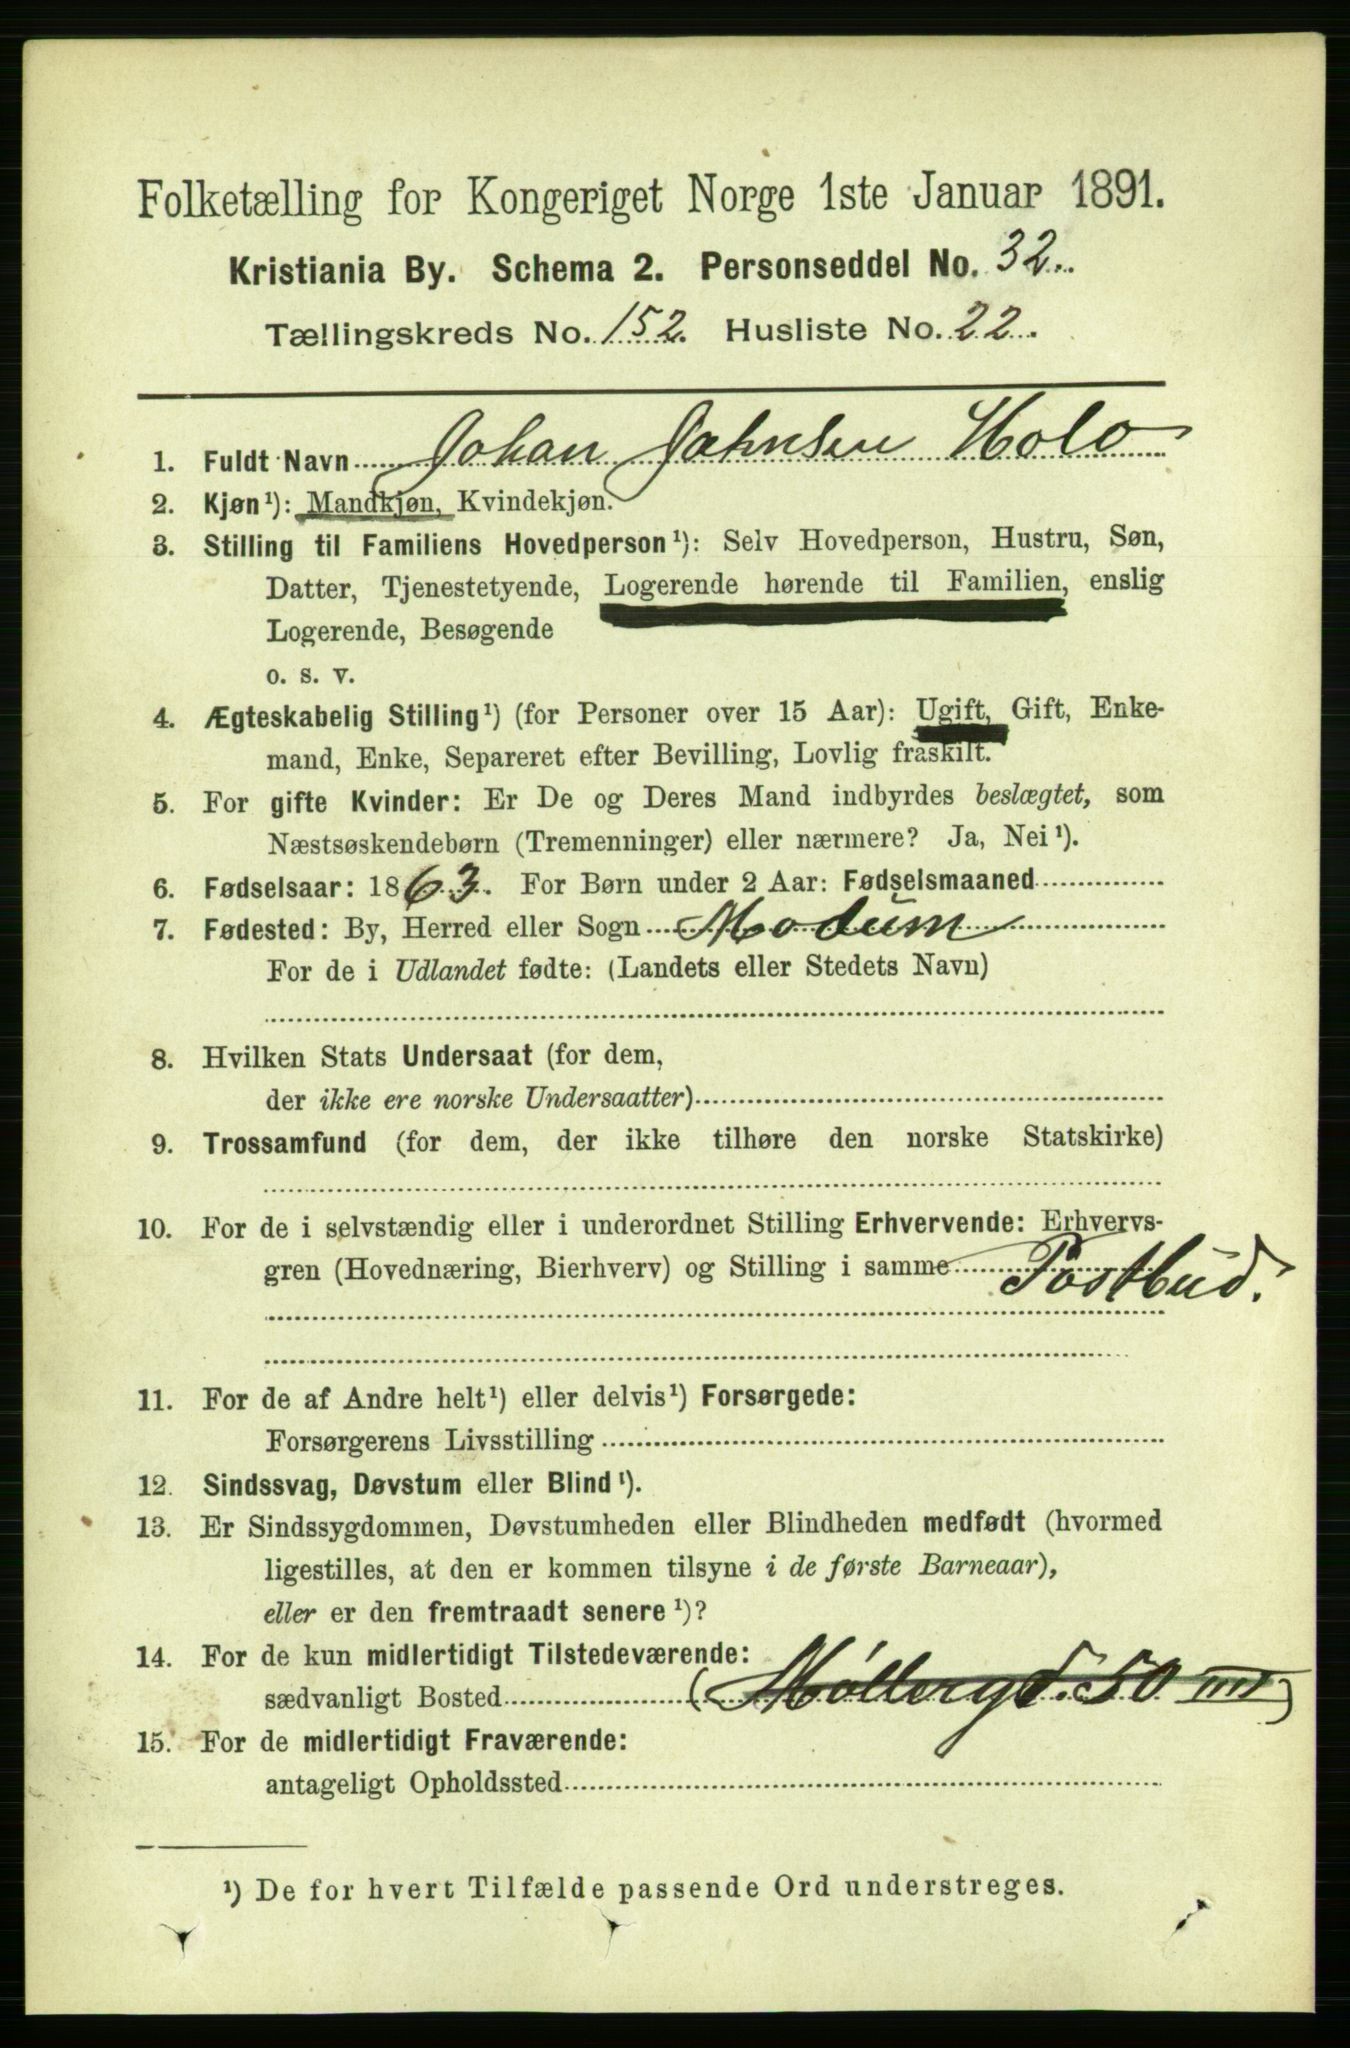 Folketælling for Kongeriget Norge 1ste Januar 1891.
Kristiania By. Schema 2. Personseddel No. 32.
Tællingskreds No. 152. Husliste No. 22.
1. Fuldt Navn Johan Jahnsen Holo
2. Kjøn¹): Mandkjøn, Kvindekjøn.
3. Stilling til Familiens Hovedperson¹): Selv Hovedperson, Hustru, Søn,
Datter, Tjenestetyende, Logerende hørende til Familien, enslig
Logerende, Besøgende
o. s. v.
4. Ægteskabelig Stilling¹) (for Personer over 15 Aar): Ugift, Gift, Enke-
mand, Enke, Separeret efter Bevilling, Lovlig fraskilt.
5. For gifte Kvinder: Er De og Deres Mand indbyrdes beslægtet, som
Næstsøskendebørn (Tremenninger) eller nærmere? Ja, Nei¹).
6. Fødselsaar: 1863. For Børn under 2 Aar: Fødselsmaaned
7. Fødested: By, Herred eller Sogn Modum
For de i Udlandet fødte: (Landets eller Stedets Navn)
8. Hvilken Stats Undersaat (for dem,
der ikke ere norske Undersaatter)
9. Trossamfund (for dem, der ikke tilhøre den norske Statskirke)
10. For de i selvstændig eller i underordnet Stilling Erhvervende: Erhvervs-
gren (Hovednæring, Bierhverv) og Stilling i samme Postbud.
11. For de af Andre helt¹) eller delvis¹) Forsørgede:
Forsørgerens Livsstilling
12. Sindssvag, Døvstum eller Blind¹).
13. Er Sindssygdommen, Døvstumheden eller Blindheden medfødt (hvormed
ligestilles, at den er kommen tilsyne i de første Barneaar),
eller er den fremtraadt senere¹)?
14. For de kun midlertidigt Tilstedeværende:
sædvanligt Bosted (Møllergd. 50 III)
15. For de midlertidigt Fraværende:
antageligt Opholdssted
¹) De for hvert Tilfælde passende Ord understreges.